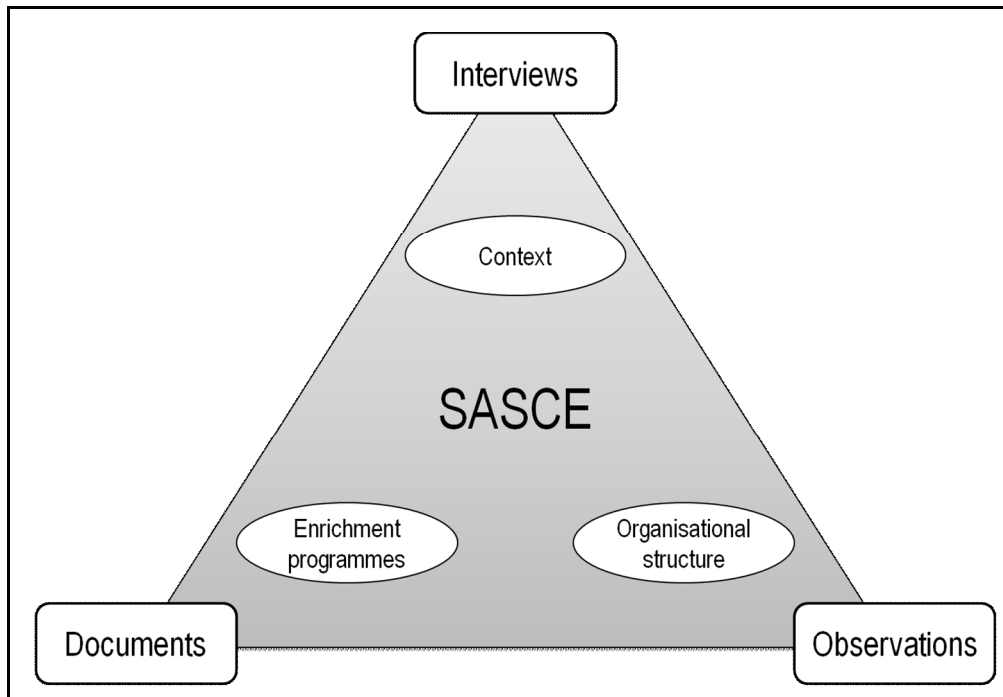 Interviews
Context
SASCE
Enrichment
programmes
Organisational
structure
Documents
Observations